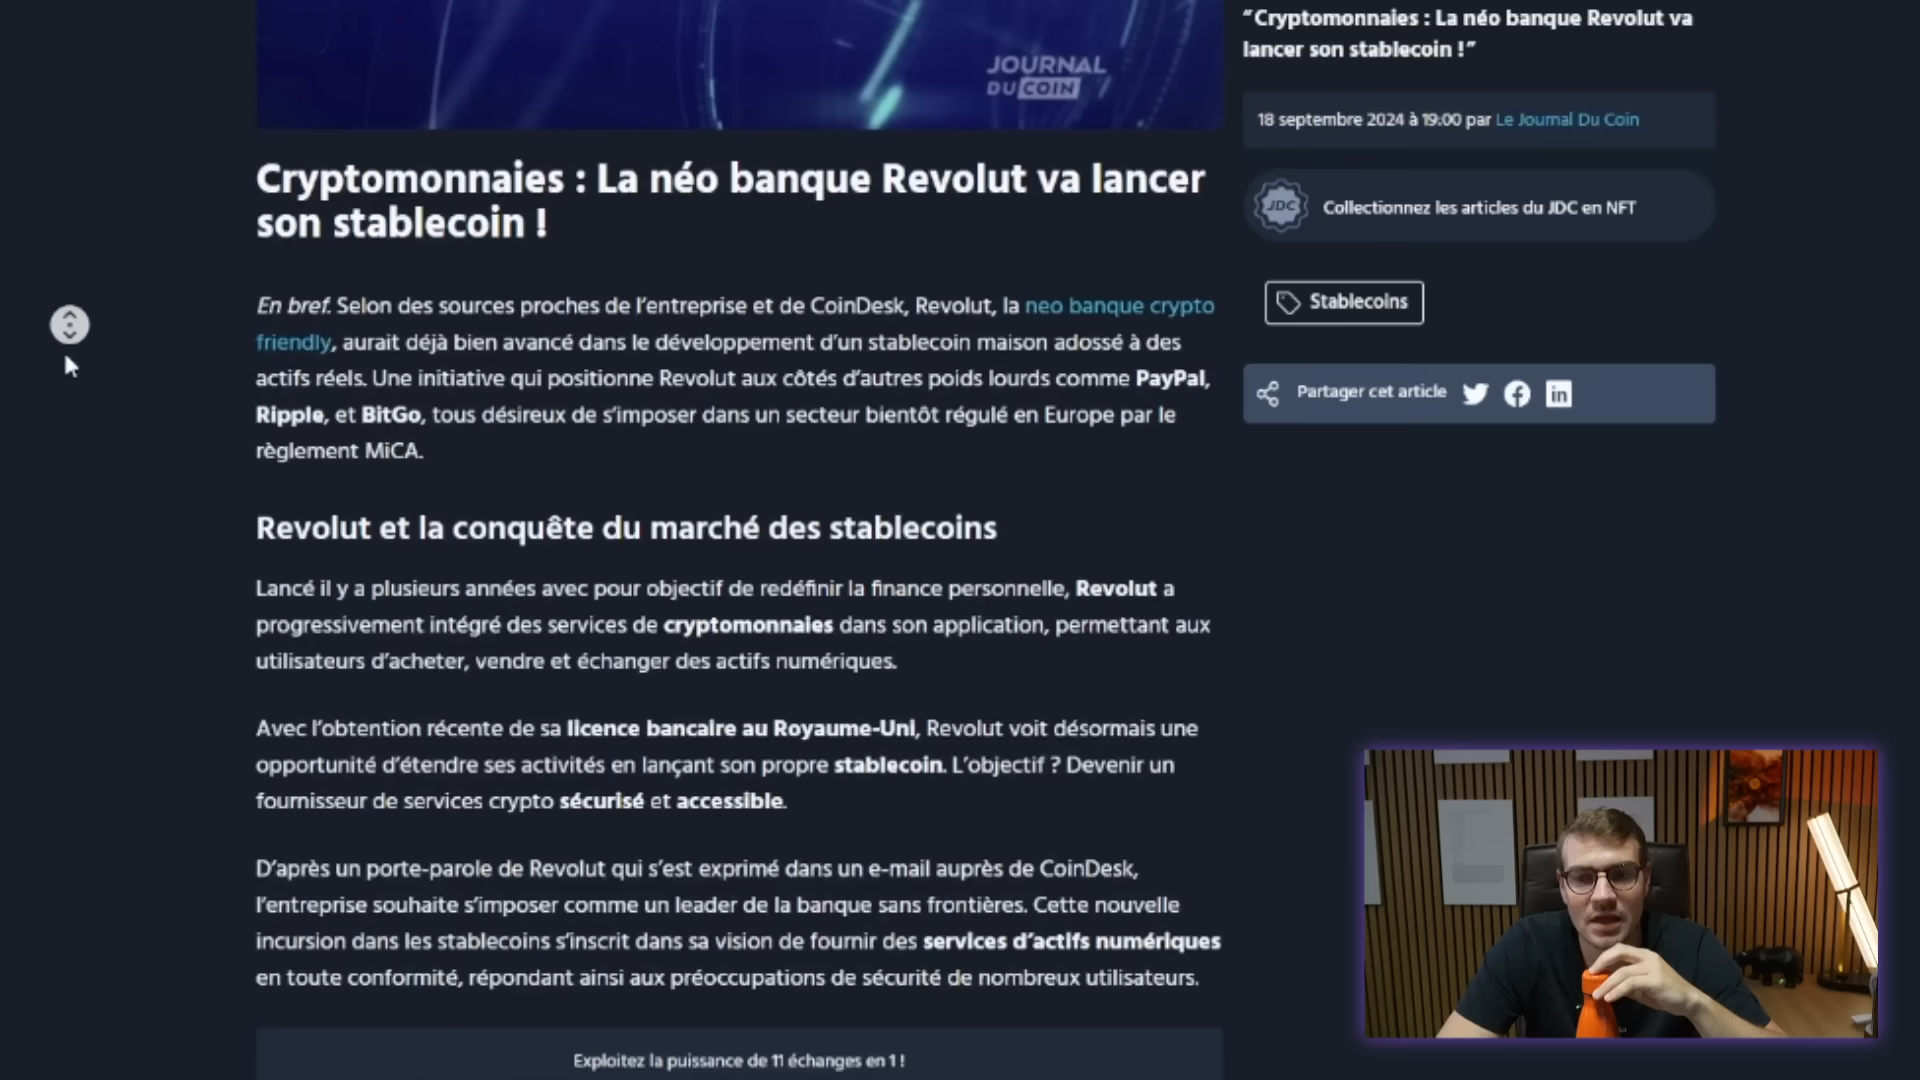 JOURNAL
DU COIN
Cryptomonnaies : La néo banque Revolut va lancer
son stablecoin !
En bref. Selon des sources proches de l'entreprise et de CoinDesk, Revolut, la neo banque crypto
friendly, aurait déjà bien avancé dans le développement d'un stablecoin maison adossé à des
actifs réels. Une initiative qui positionne Revolut aux côtés d'autres poids lourds comme PayPal,
Ripple, et BitGo, tous désireux de s'imposer dans un secteur bientôt régulé en Europe par le
règlement MiCA.
Revolut et la conquête du marché des stablecoins
Lancé il y a plusieurs années avec pour objectif de redéfinir la finance personnelle, Revolut a
progressivement intégré des services de cryptomonnaies dans son application, permettant aux
utilisateurs d'acheter, vendre et échanger des actifs numériques.
Avec l'obtention récente de sa licence bancaire au Royaume-Uni, Revolut voit désormais une
opportunité d'étendre ses activités en lançant son propre stablecoin. L'objectif ? Devenir un
fournisseur de services crypto sécurisé et accessible.
D'après un porte-parole de Revolut qui s'est exprimé dans un e-mail auprès de CoinDesk,
l'entreprise souhaite s'imposer comme un leader de la banque sans frontières. Cette nouvelle
incursion dans les stablecoins s'inscrit dans sa vision de fournir des services d'actifs numériques
en toute conformité, répondant ainsi aux préoccupations de sécurité de nombreux utilisateurs.
Exploitez la puissance de 11 échanges en 1 !
“Cryptomonnaies : La néo banque Revolut va
lancer son stablecoin !”
18 septembre 2024 à 19:00 par Le Journal Du Coin
JDC
Collectionnez les articles du JDC en NFT
Stablecoins
Partager cet article